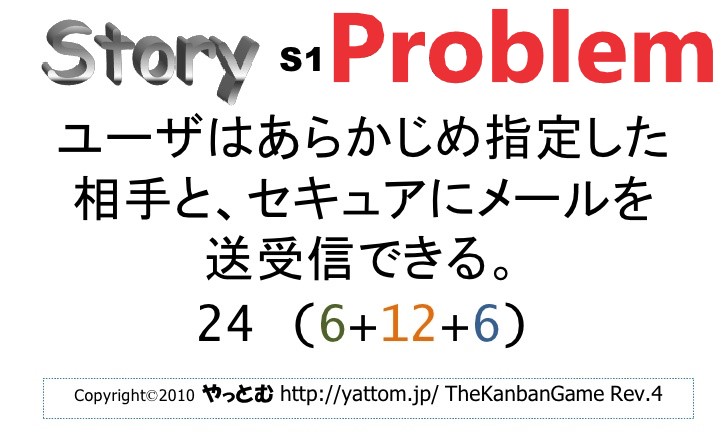 Story S1 Problem
ユーザはあらかじめ指定した
相手と、セキュアにメールを
送受信できる。
24 (6+12+6)
Copyright©2010 やっとむ http://yattom.jp/ TheKanbanGame Rev.4